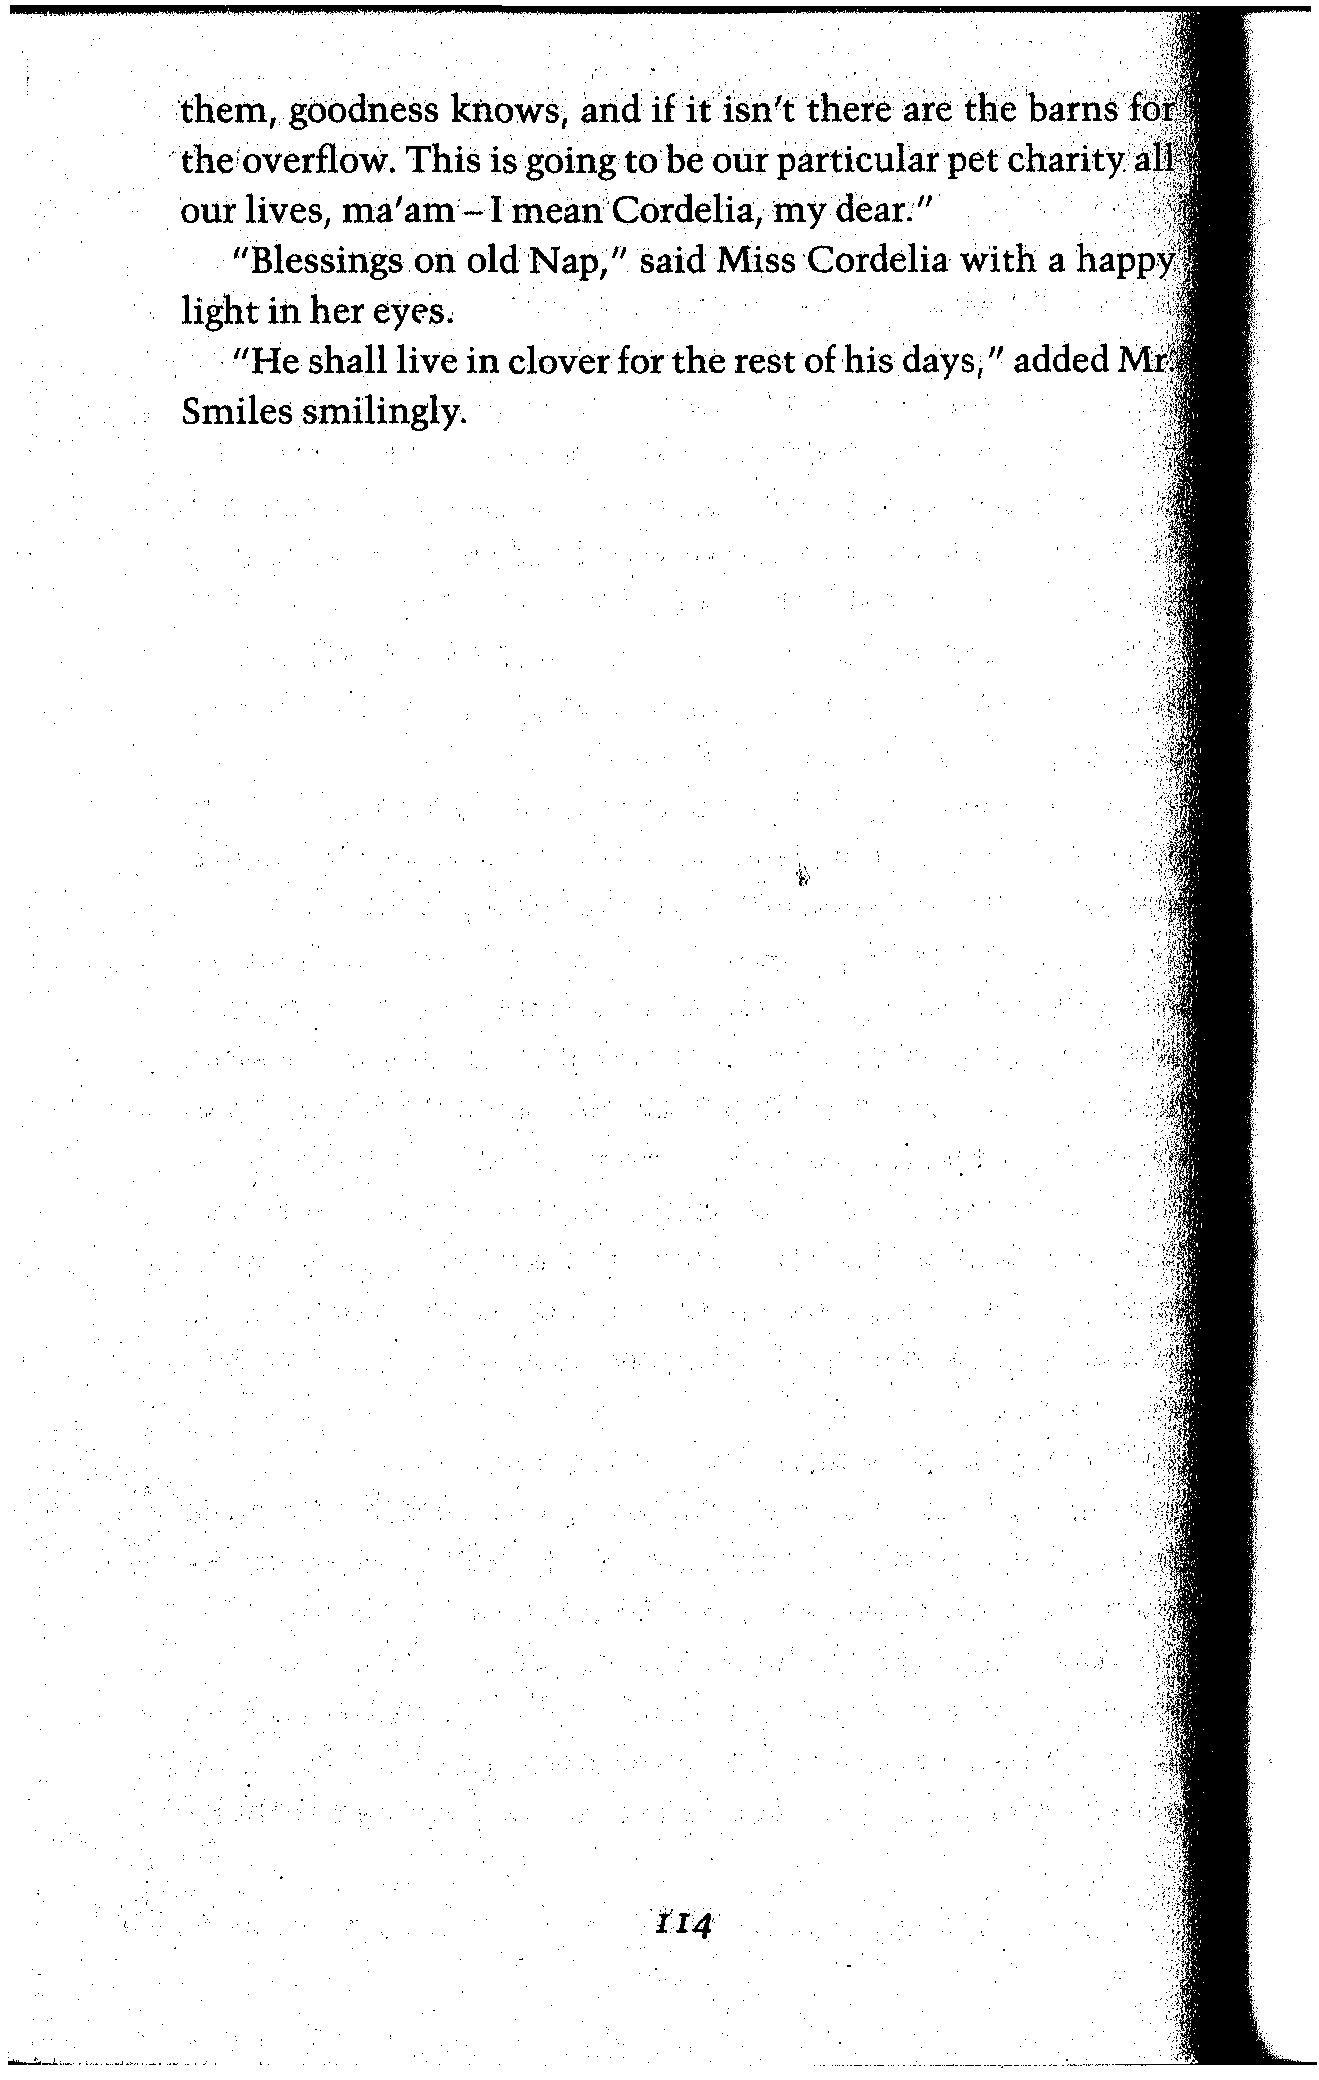 them, goodness knows, and if it isn't there are the barns for
the overflow. This is going to be our particular pet charity all
our lives, ma'am – I mean Cordelia, my dear."
"Blessings on old Nap," said Miss Cordelia with a happy
light in her eyes.
"He shall live in clover for the rest of his days," added Mr.
Smiles smilingly.
114